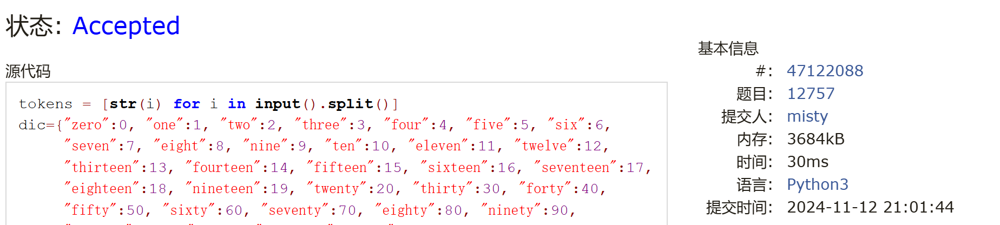 状态: Accepted
源代码
tokens = [str(i) for i in input().split()]
dic={"zero":0, "one":1, "two":2, "three":3, "four":4, "five":5, "six":6,
"seven":7, "eight":8, "nine":9, "ten":10, "eleven":11, "twelve":12,
"thirteen":13, "fourteen":14, "fifteen":15, "sixteen":16, "seventeen":17,
"eighteen":18, "nineteen":19, "twenty":20, "thirty":30, "forty":40,
"fifty":50, "sixty":60, "seventy":70, "eighty":80, "ninety":90,
基本信息
#: 47122088
题目: 12757
提交人: misty
内存: 3684kB
时间: 30ms
语言: Python3
提交时间: 2024-11-12 21:01:44